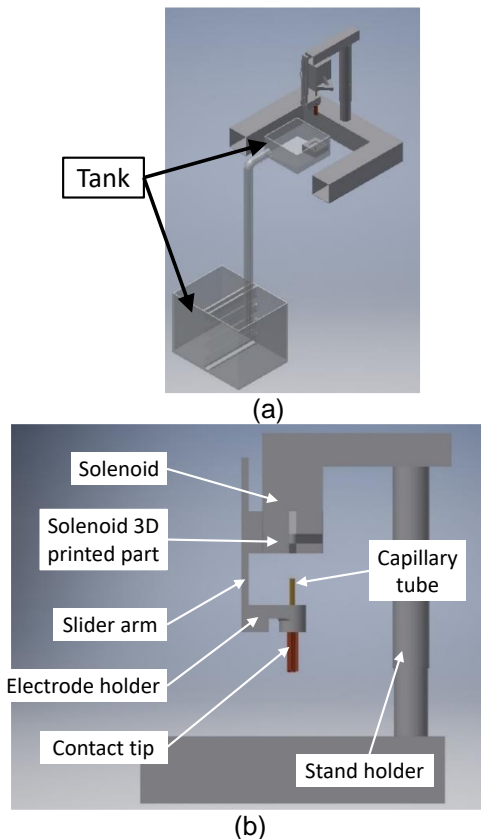 Tank
(a)
Solenoid
Solenoid 3D
printed part
Capillary
tube
Slider arm
Electrode holder
Contact tip
Stand holder
(b)